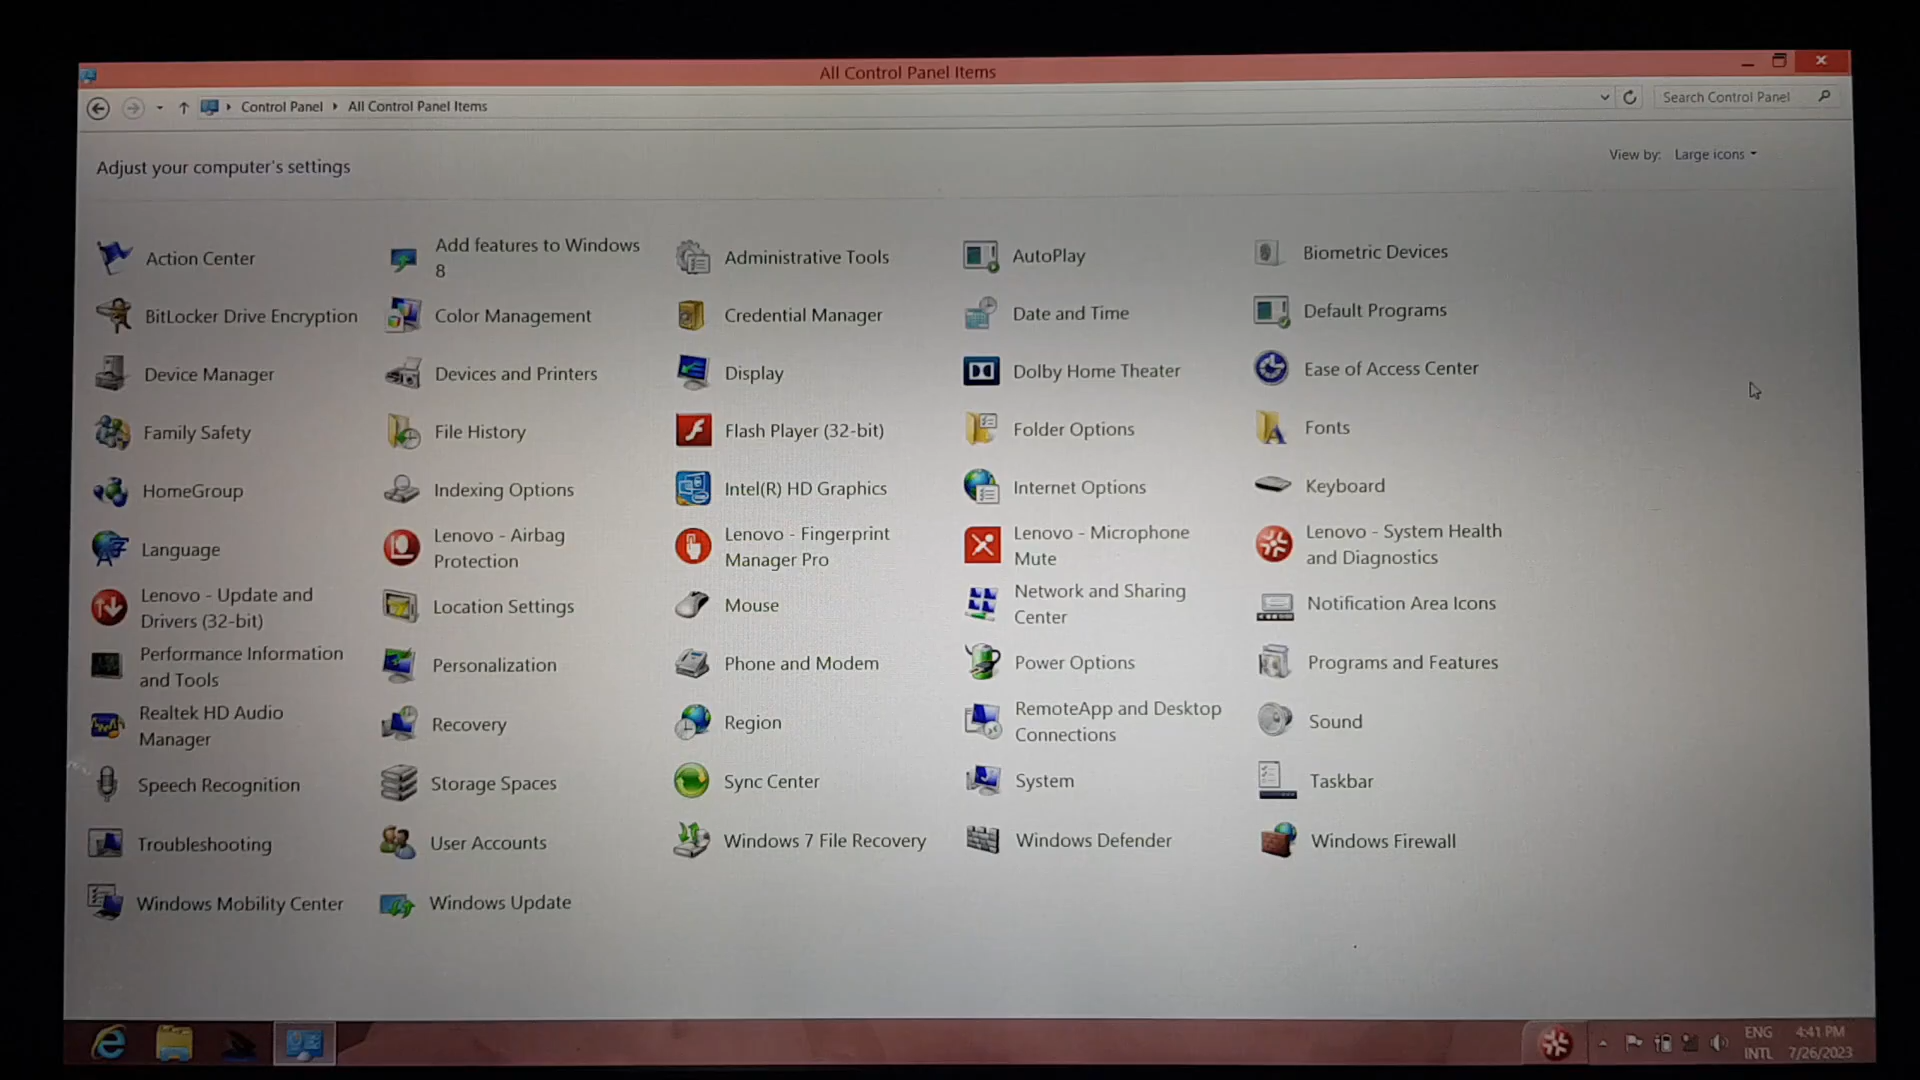 All Control Panel Items
Control Panel All Control Panel Items
Search Control Panel
Adjust your computer's settings
View by: Large icons
Action Center
Add features to Windows
8
Administrative Tools
AutoPlay
Biometric Devices
BitLocker Drive Encryption
Color Management
Credential Manager
Date and Time
Default Programs
Device Manager
Devices and Printers
Display
Dolby Home Theater
Ease of Access Center
Family Safety
File History
Flash Player (32-bit)
Folder Options
Fonts
HomeGroup
Indexing Options
Intel(R) HD Graphics
Internet Options
Keyboard
Language
Lenovo - Airbag
Protection
Lenovo - Fingerprint
Manager Pro
Lenovo - Microphone
Mute
Lenovo - System Health
and Diagnostics
Lenovo - Update and
Drivers (32-bit)
Location Settings
Mouse
Network and Sharing
Center
Notification Area Icons
Performance Information
and Tools
Personalization
Phone and Modem
Power Options
Programs and Features
Realtek HD Audio
Manager
Recovery
Region
RemoteApp and Desktop
Connections
Sound
Speech Recognition
Storage Spaces
Sync Center
System
Taskbar
Troubleshooting
User Accounts
Windows 7 File Recovery
Windows Defender
Windows Firewall
Windows Mobility Center
Windows Update
ENG
INTL
4:41 PM
7/26/2023